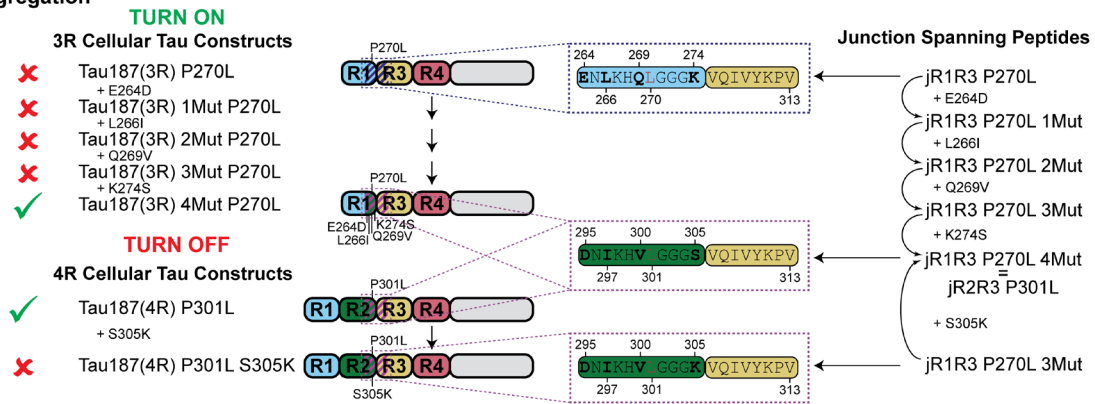 gregation
TURN ON
3R Cellular Tau Constructs
Junction Spanning Peptides
Tau187(3R) P270L
+ E264D
Tau187(3R) 1Mut P270L
+ L266I
Tau187(3R) 2Mut P270L
+ Q269V
Tau187(3R) 3Mut P270L
+ K274S
Tau187(3R) 4Mut P270L
TURN OFF
4R Cellular Tau Constructs
Tau187(4R) P301L
+ S305K
Tau187(4R) P301L S305K
P270L
R1 R3 R4
P270L
R1 R3 R4
E264D K274S
L266I Q269V
P301L
R1 R2 R3 R4
P301L
R1 R2 R3 R4
S305K
264 269 274
ENLKHQLGGGK VQIVYKPV
266 270 313
295 300 305
DNIKHV GGGS VQIVYKPV
297 301 313
295 300 305
DNIKHV GGGK VQIVYKPV
297 301 313
jR1R3 P270L
+ E264D
jR1R3 P270L 1Mut
+ L266I
jR1R3 P270L 2Mut
+ Q269V
jR1R3 P270L 3Mut
+ K274S
jR1R3 P270L 4Mut
=
jR2R3 P301L
+ S305K
jR1R3 P270L 3Mut